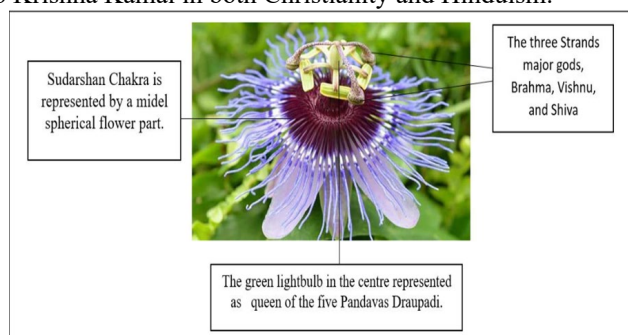 Krishna Kamal in both Christianity and Hinduism.
Sudarshan Chakra is
represented by a midel
spherical flower part.
The three Strands
major gods,
Brahma, Vishnu,
and Shiva
The green lightbulb in the centre represented
as queen of the five Pandavas Draupadi.